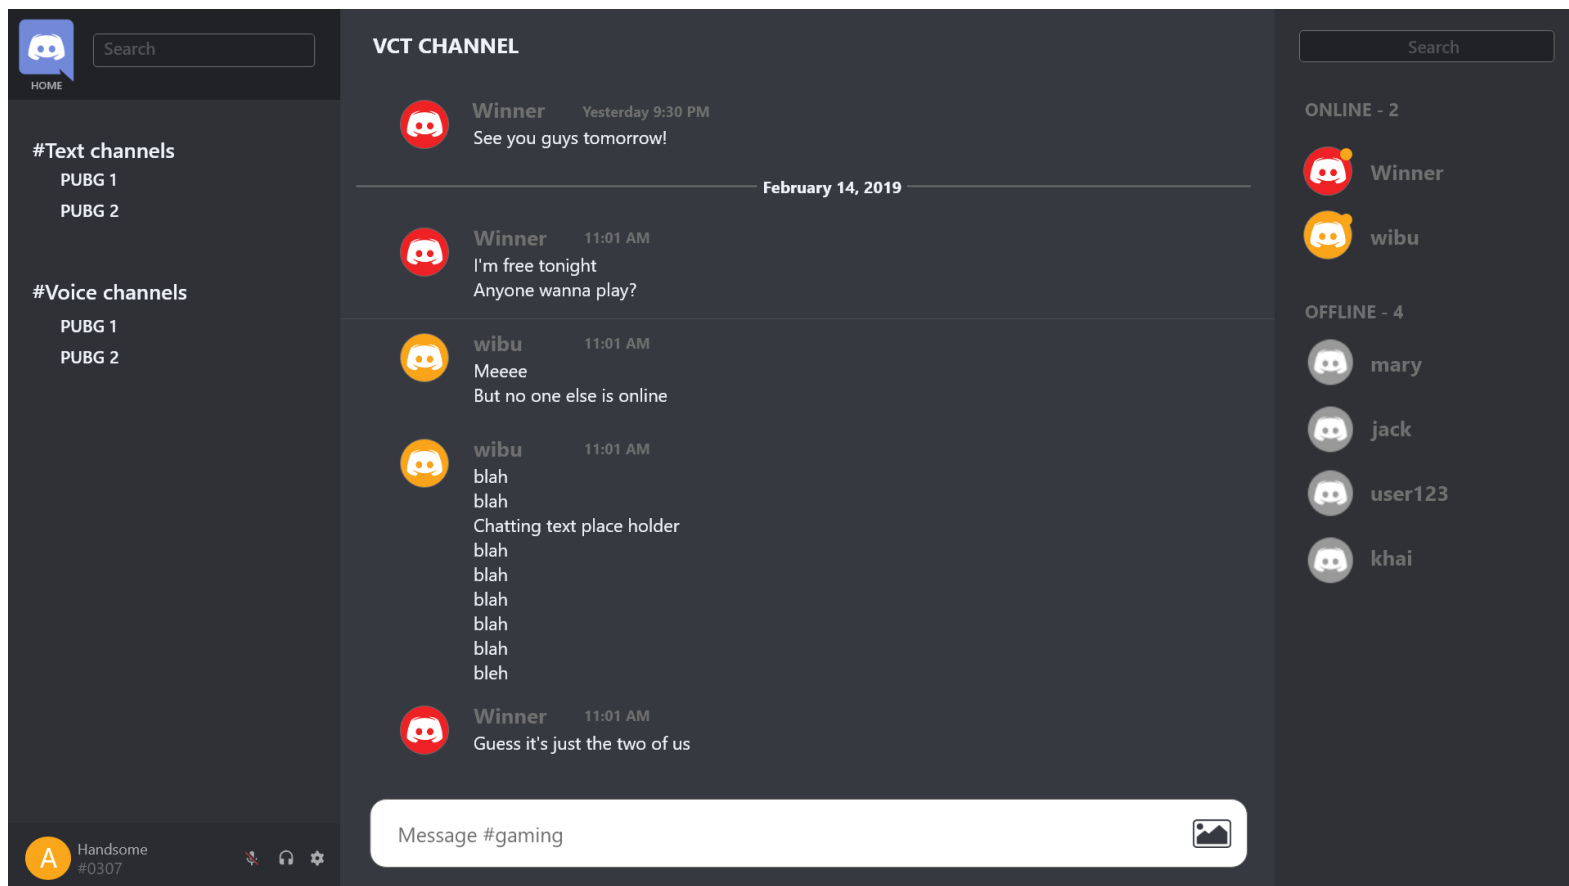 HOME
Search
#Text channels
PUBG 1
PUBG 2
#Voice channels
PUBG 1
PUBG 2
A
Handsome
#0307
VCT CHANNEL
Winner Yesterday 9:30 PM
See you guys tomorrow!
February 14, 2019
Winner 11:01 AM
I'm free tonight
Anyone wanna play?
wibu 11:01 AM
Meeee
But no one else is online
wibu 11:01 AM
blah
blah
Chatting text place holder
blah
blah
blah
blah
blah
bleh
Winner 11:01 AM
Guess it's just the two of us
Message #gaming
Search
ONLINE - 2
Winner
wibu
OFFLINE - 4
mary
jack
user123
khai